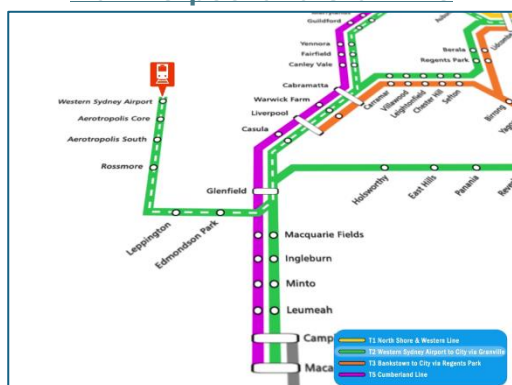 Guildford
Yennora
Fairfield
Canley Vale
Berala
Regents Park
Cabramatta
Warwick Farm
Liverpool
Casula
Carramar
Villawood
Leightonfield
Chester Hill
Sefton
Birrong
Western Sydney Airport
Aerotropolis Core
Aerotropolis South
Rossmore
Leppington
Edmondson Park
Glenfield
Holsworthy
East Hills
Panania
Macquarie Fields
Ingleburn
Minto
Leumeah
Camp
Maca
T1 North Shore & Western Line
T2 Western Sydney Airport to City via Granville
T3 Bankstown to City via Regents Park
T5 Cumberland Line